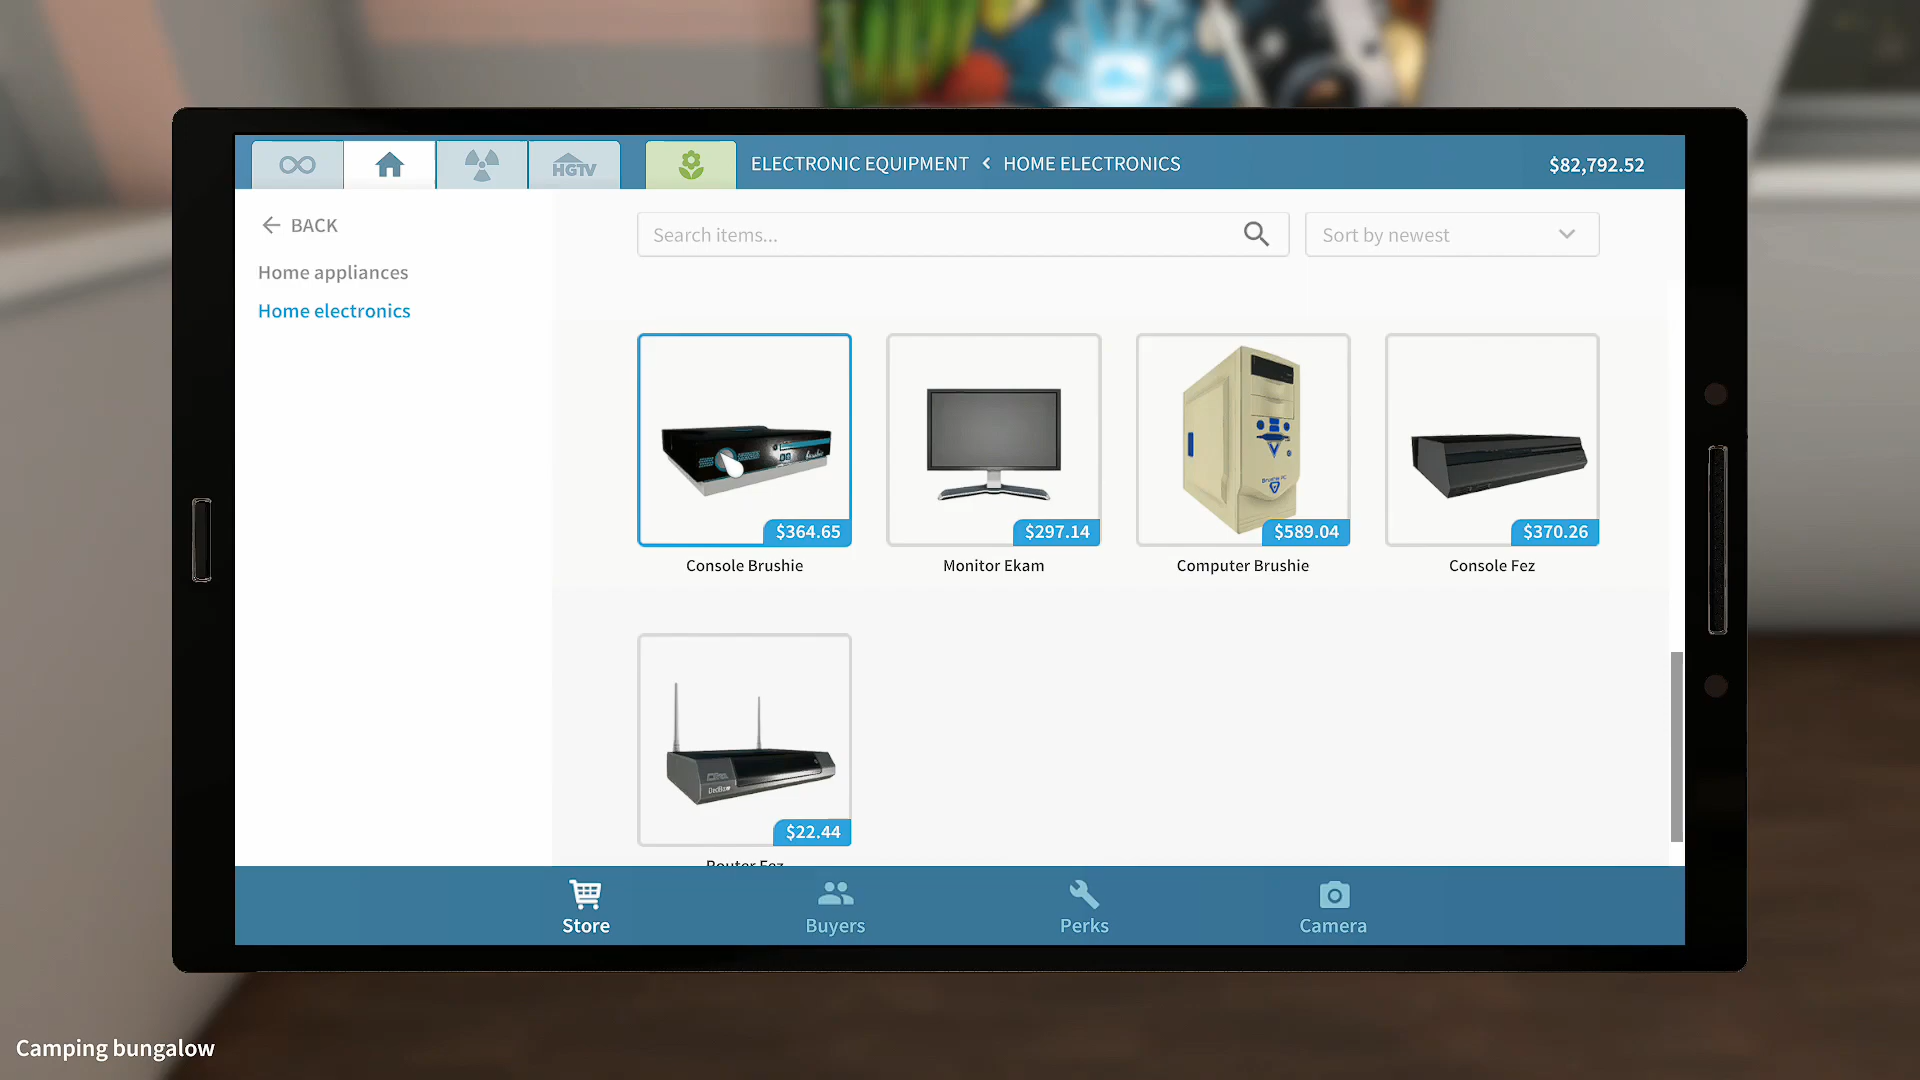 HGTV
ELECTRONIC EQUIPMENT < HOME ELECTRONICS
$82,792.52
BACK
Home appliances
Home electronics
Search items...
Sort by newest
$364.65
$297.14
$589.04
$370.26
Console Brushie
Monitor Ekam
Computer Brushie
Console Fez
$22.44
Router Fez
Store
Buyers
Perks
Camera
Camping bungalow